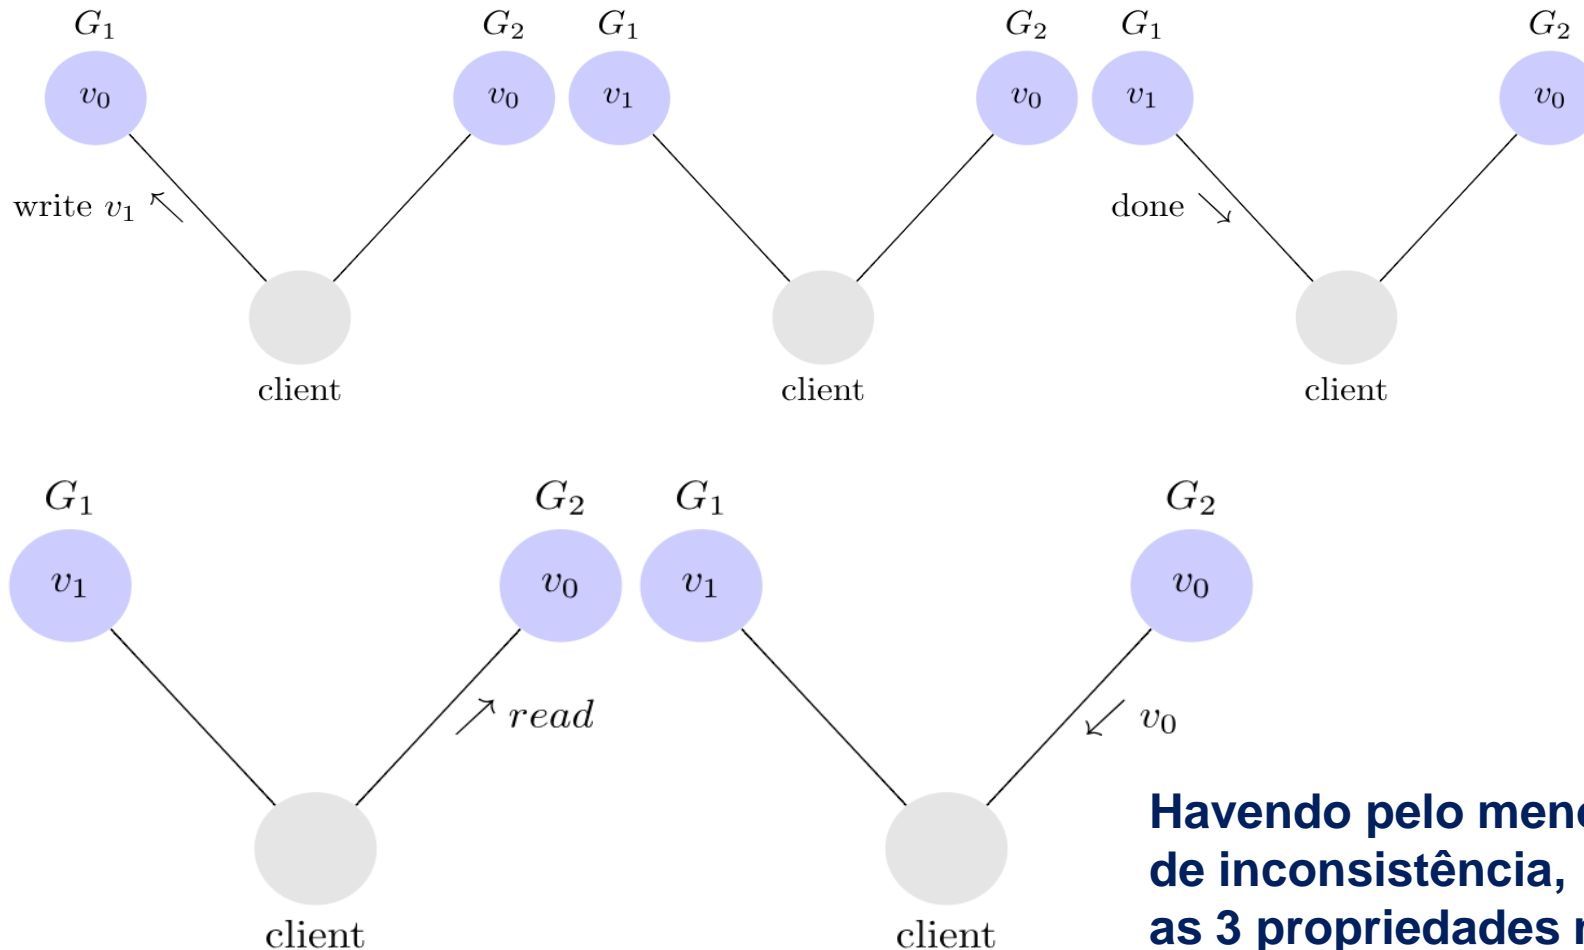 G₁ G₂ G₁ G₂ G₁ G₂
v₀ v₀ v₁ v₀ v₁ v₀
write v₁ done
client client client
G₁ G₂ G₁ G₂
v₁ v₀ v₁ v₀
read v₀
Havendo pelo
de inconsistência,
as 3 propriedades
client client